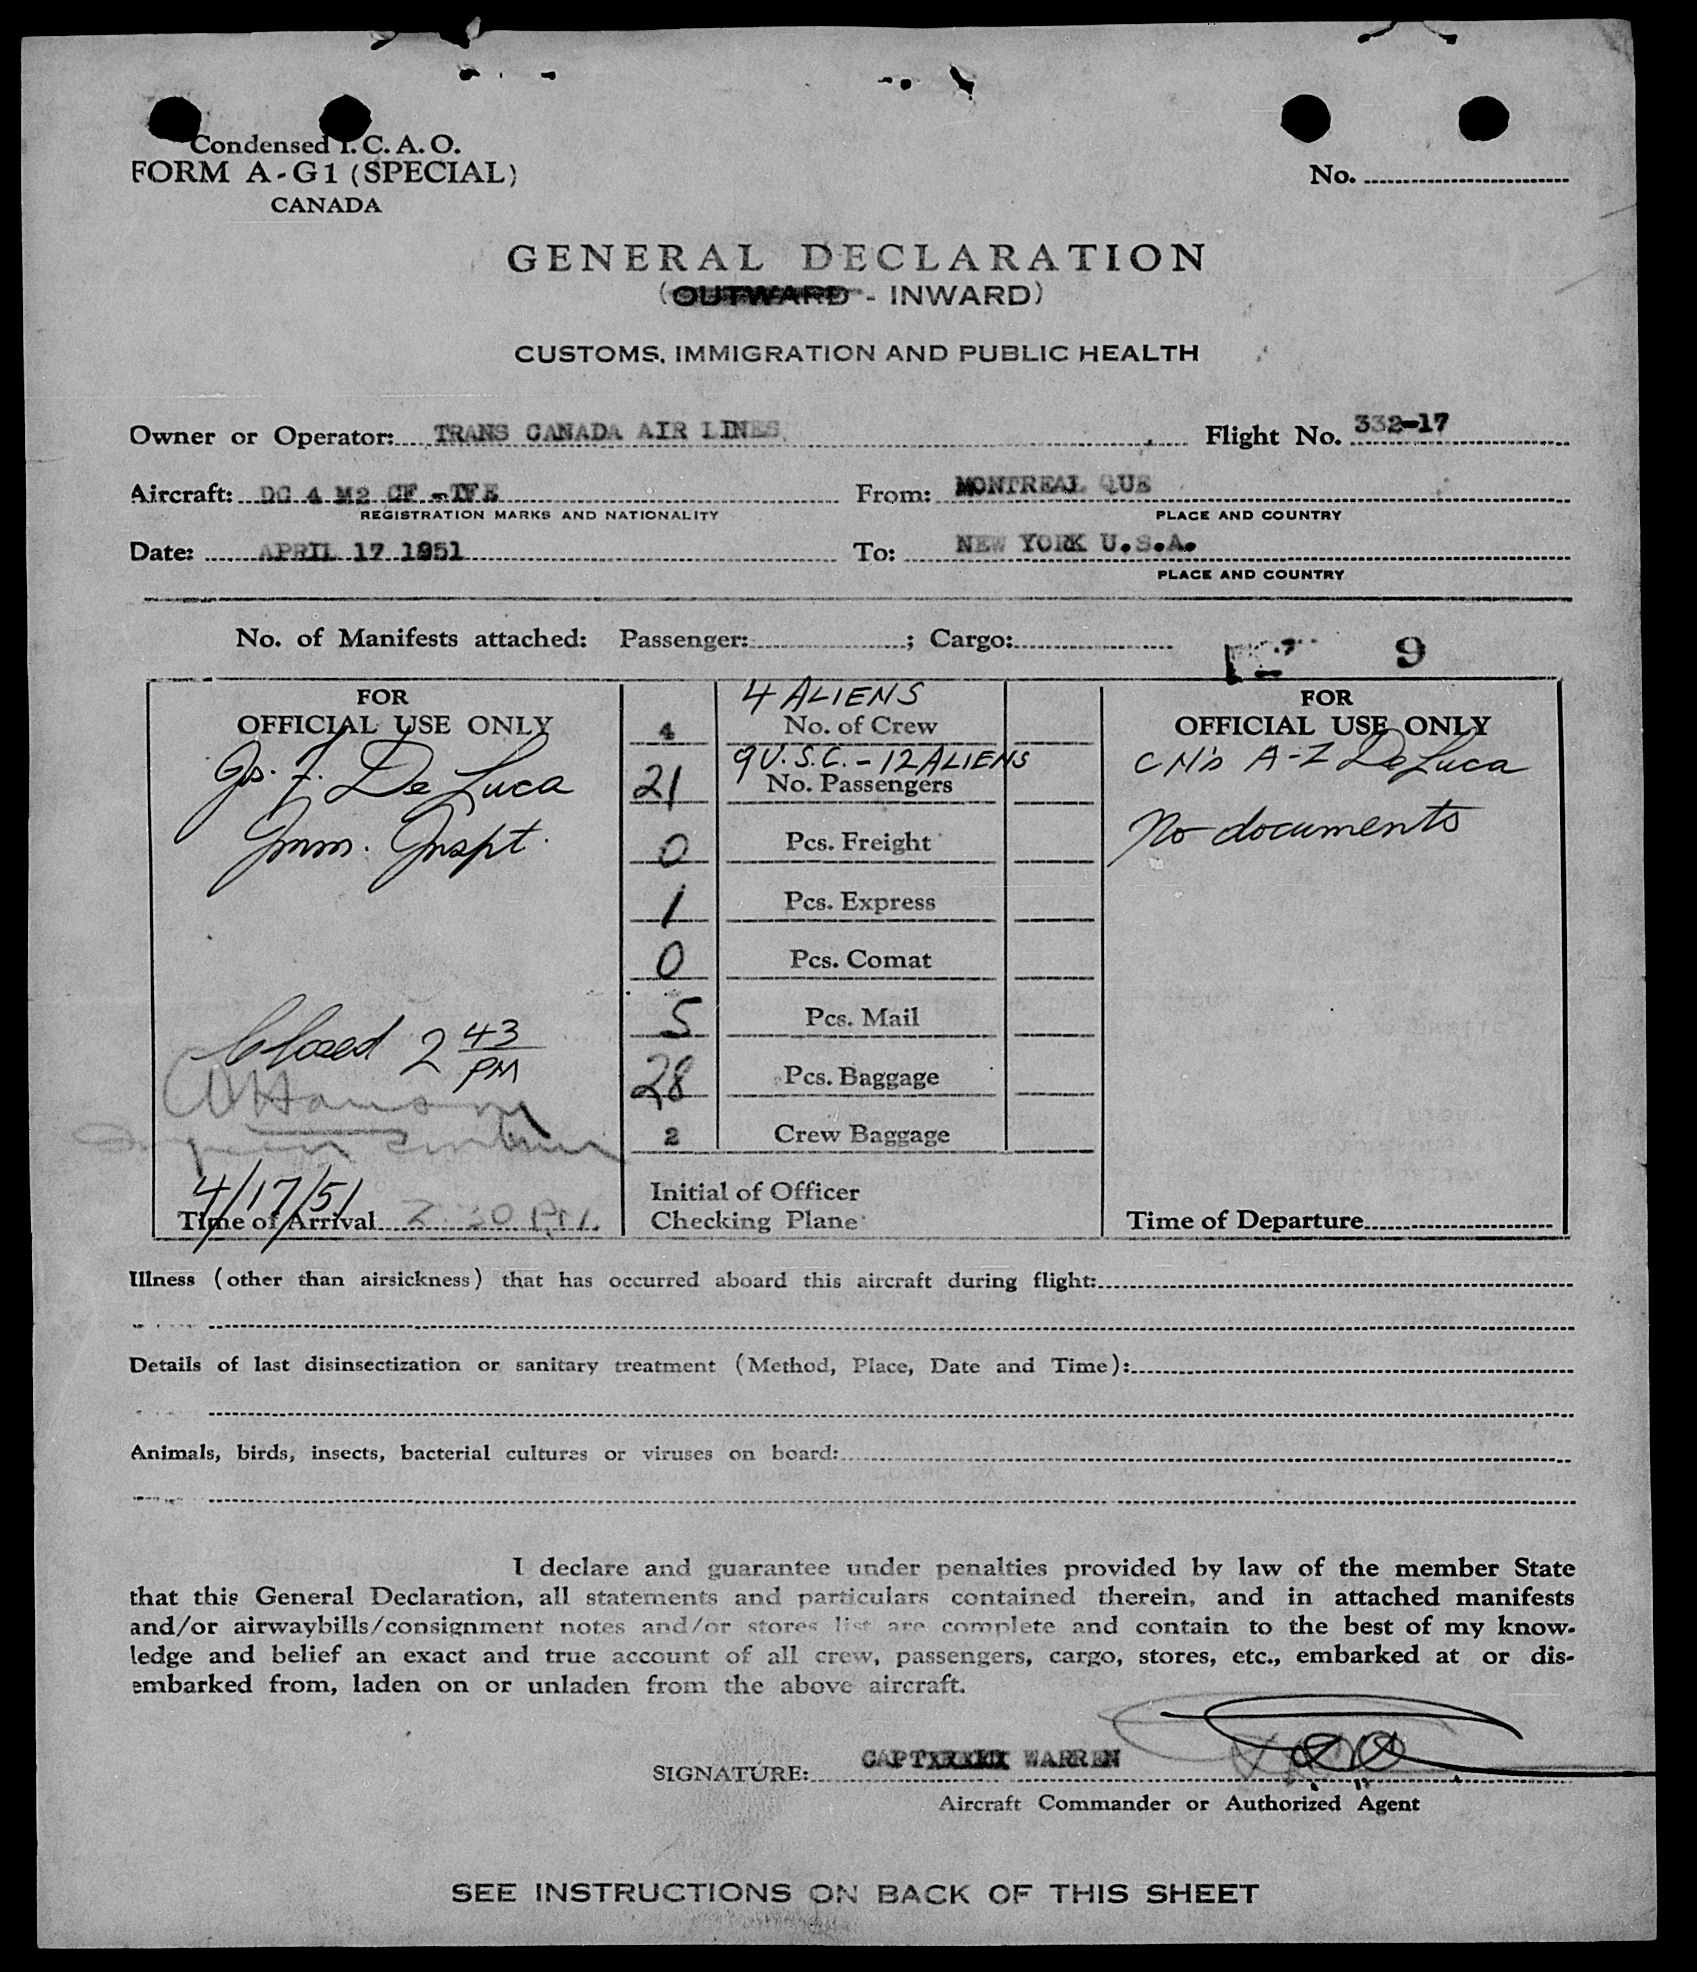 Condensed I. C. A. O.
FORM A-G1 (SPECIAL)
CANADA
No.
GENERAL DECLARATION
(OUTWARD - INWARD)
CUSTOMS, IMMIGRATION AND PUBLIC HEALTH
Owner or Operator: TRANS CANADA AIR LINES Flight No. 332-17
Aircraft: DC 4 M2 CF -TFE From: MONTREAL QUE
REGISTRATION MARKS AND NATIONALITY PLACE AND COUNTRY
Date: APRIL 17 1951 To: NEW YORK U.S.A.
PLACE AND COUNTRY
No. of Manifests attached: Passenger: ; Cargo:
9
FOR
OFFICIAL USE ONLY
Jos. F. De Luca
Imm. Inspt.
Closed 2 43
PM
4/17/51
Time of Arrival 2:30 P.M.
4 ALIENS
4 No. of Crew
9 U.S.C. - 12 ALIENS
21 No. Passengers
0 Pcs. Freight
1 Pcs. Express
0 Pcs. Comat
5 Pcs. Mail
28 Pcs. Baggage
2 Crew Baggage
Initial of Officer
Checking Plane
FOR
OFFICIAL USE ONLY
CN's A-Z De Luca
No documents
Time of Departure
Illness (other than airsickness) that has occurred aboard this aircraft during flight:
Details of last disinsectization or sanitary treatment (Method, Place, Date and Time):
Animals, birds, insects, bacterial cultures or viruses on board:
I declare and guarantee under penalties provided by law of the member State
that this General Declaration, all statements and particulars contained therein, and in attached manifests
and/or airwaybills/consignment notes and/or stores list are complete and contain to the best of my know-
ledge and belief an exact and true account of all crew, passengers, cargo, stores, etc., embarked at or dis-
embarked from, laden on or unladen from the above aircraft.
SIGNATURE: CAPTXXXXX WARREN
Aircraft Commander or Authorized Agent
SEE INSTRUCTIONS ON BACK OF THIS SHEET